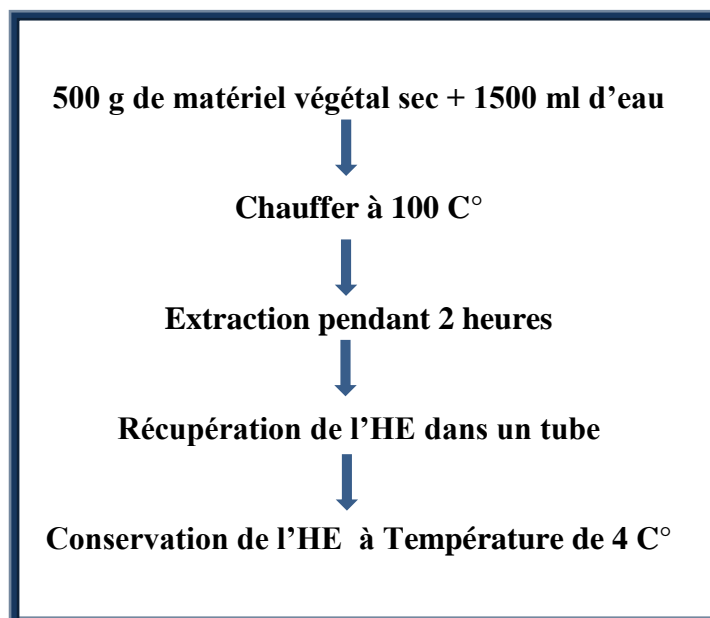 500 g de matériel végétal sec + 1500 ml d’eau
Chauffer à 100 C°
Extraction pendant 2 heures
Récupération de l’HE dans un tube
Conservation de l’HE à Température de 4 C°